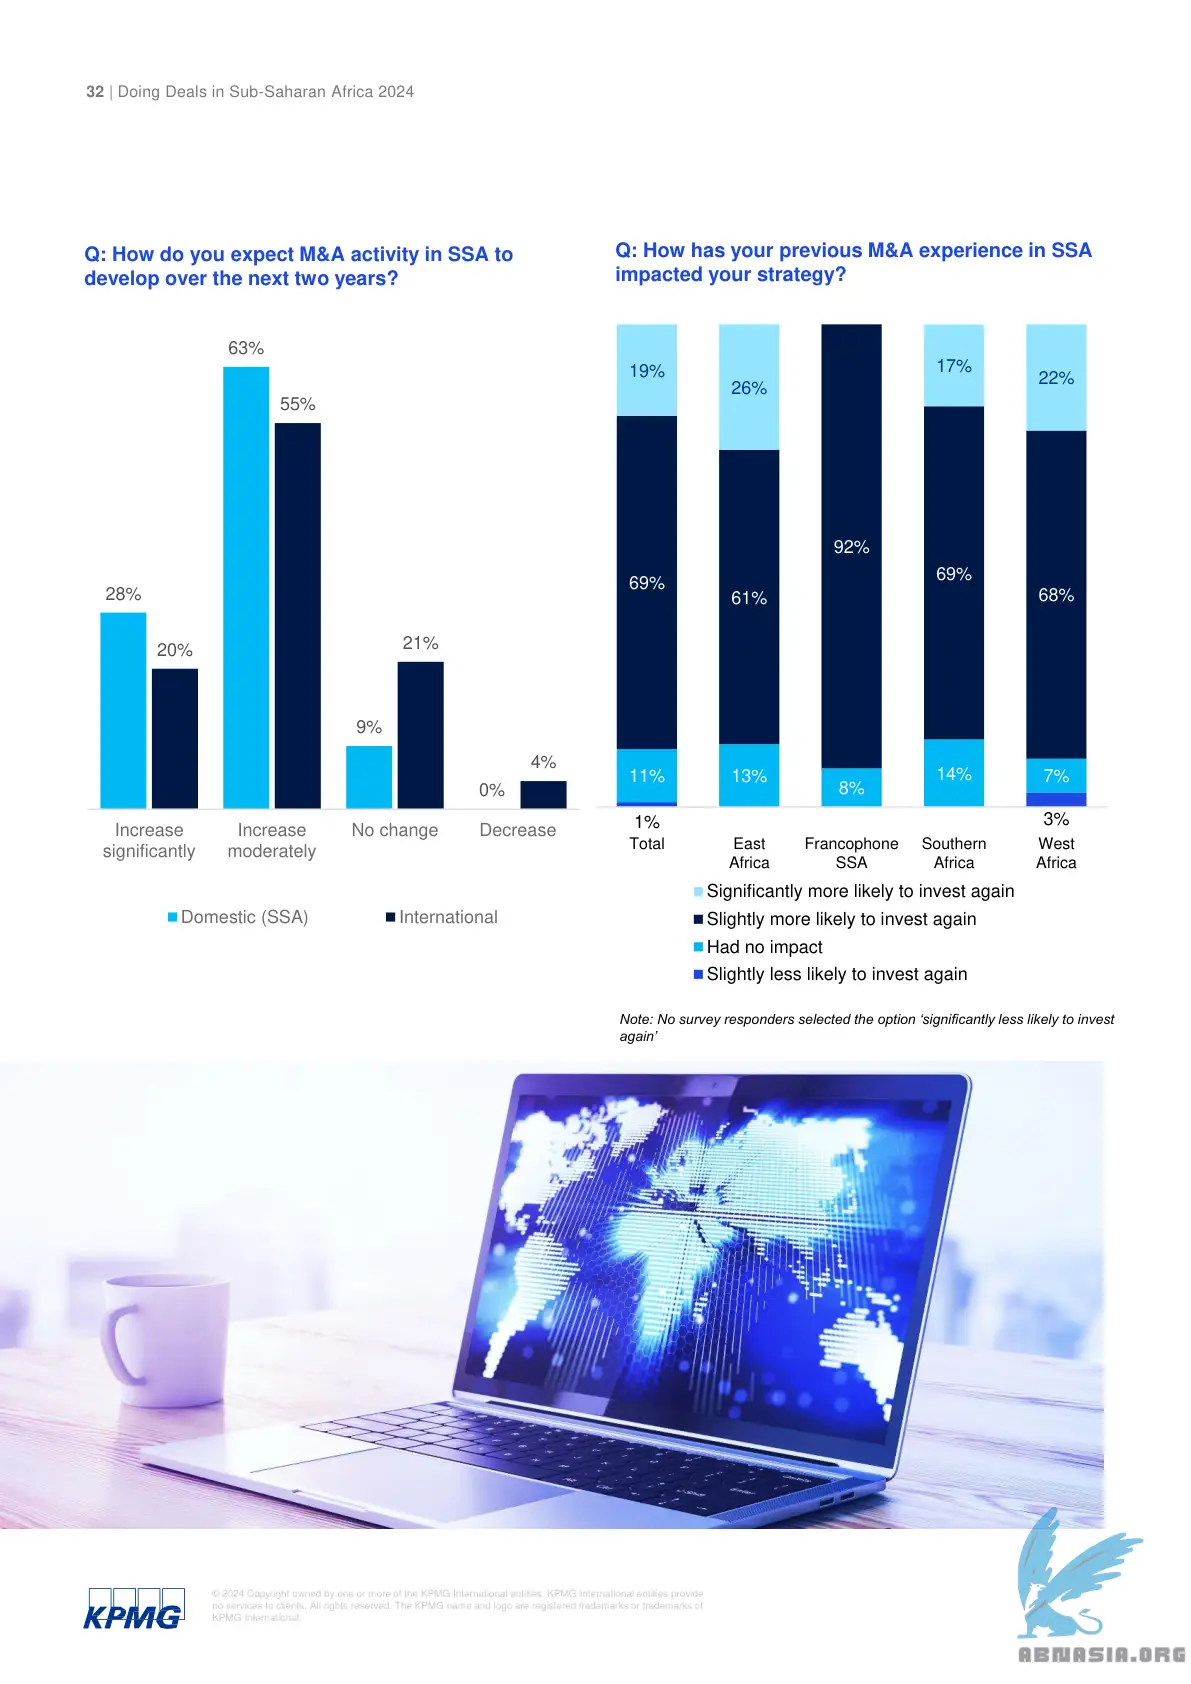 32 | Doing Deals in Sub-Saharan Africa 2024
Q: How do you expect M&A activity in SSA to
develop over the next two years?
63%
55%
28%
20%
21%
9%
4%
0%
Increase
significantly
Increase
moderately
No change
Decrease
Domestic (SSA)
International
Q: How has your previous M&A experience in SSA
impacted your strategy?
19%
26%
17%
22%
69%
61%
92%
69%
68%
11%
13%
8%
14%
7%
1%
3%
Total
East
Africa
Francophone
SSA
Southern
Africa
West
Africa
Significantly more likely to invest again
Slightly more likely to invest again
Had no impact
Slightly less likely to invest again
Note: No survey responders selected the option ‘significantly less likely to invest
again’
KPMG
© 2024 Copyright owned by one or more of the KPMG International entities. KPMG International entities provide
no services to clients. All rights reserved. The KPMG name and logo are registered trademarks or trademarks of
KPMG International.
ABNASIA.ORG